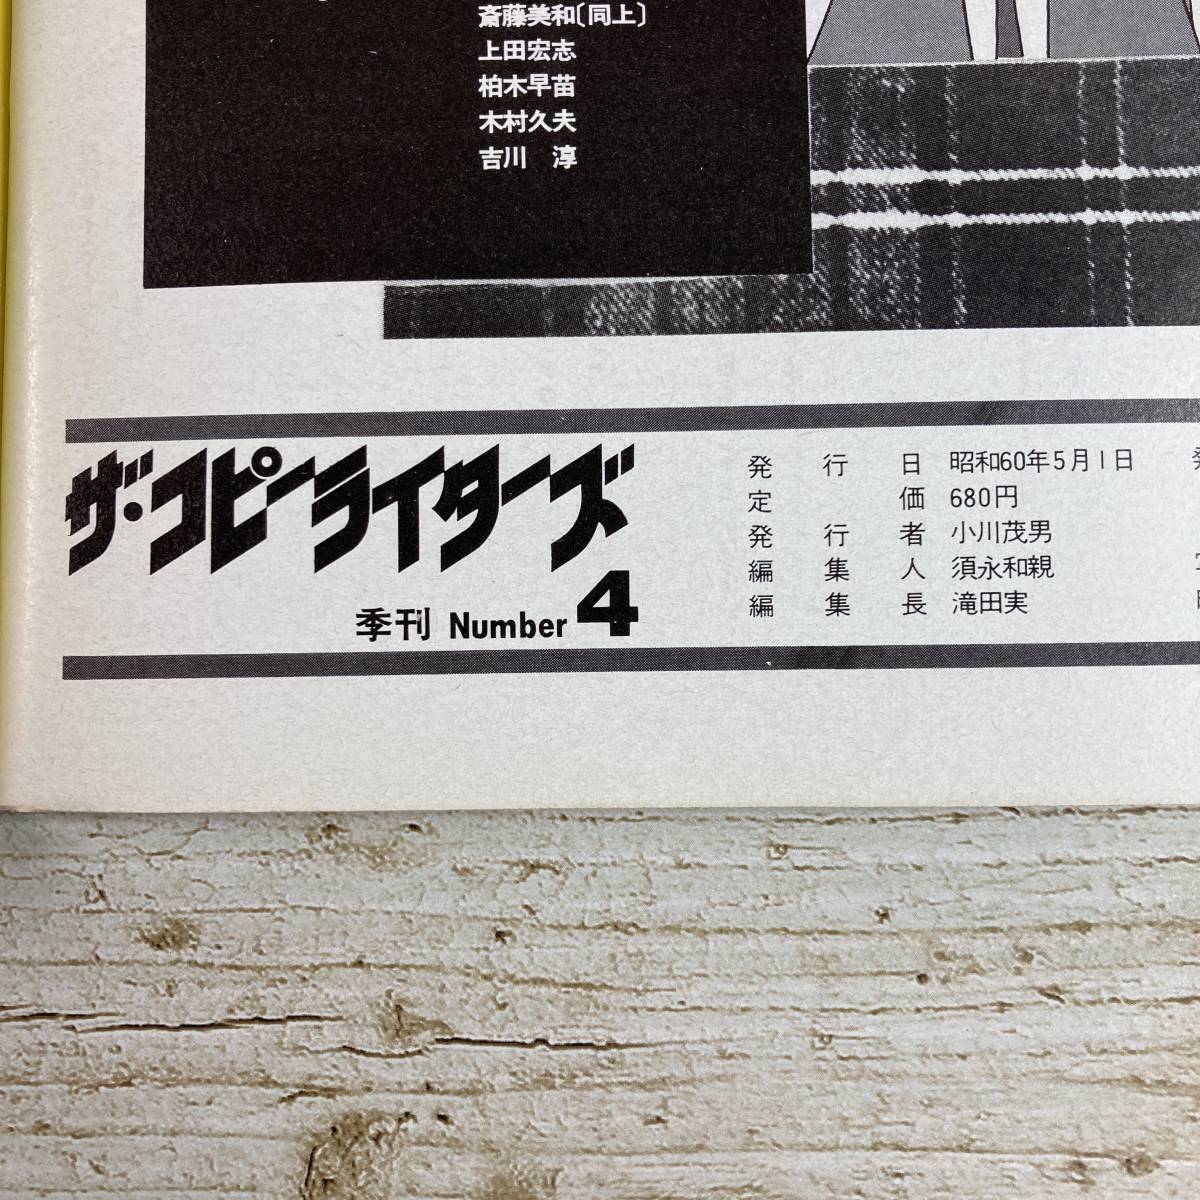 斎藤美和〔同上〕
上田宏志
柏木早苗
木村久夫
吉川 淳
ザ・コピーライターズ
季刊 Number 4
発行日 昭和60年5月1日
定価 680円
発行者 小川茂男
編集人 須永和親
編集長 滝田実